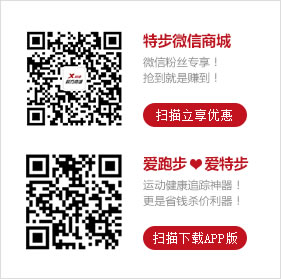 特步微信商城
微信粉丝专享！
抢到就是赚到！
扫描立享优惠
爱跑步❤爱特步
运动健康追踪神器！
更是省钱杀价利器！
扫描下载APP版